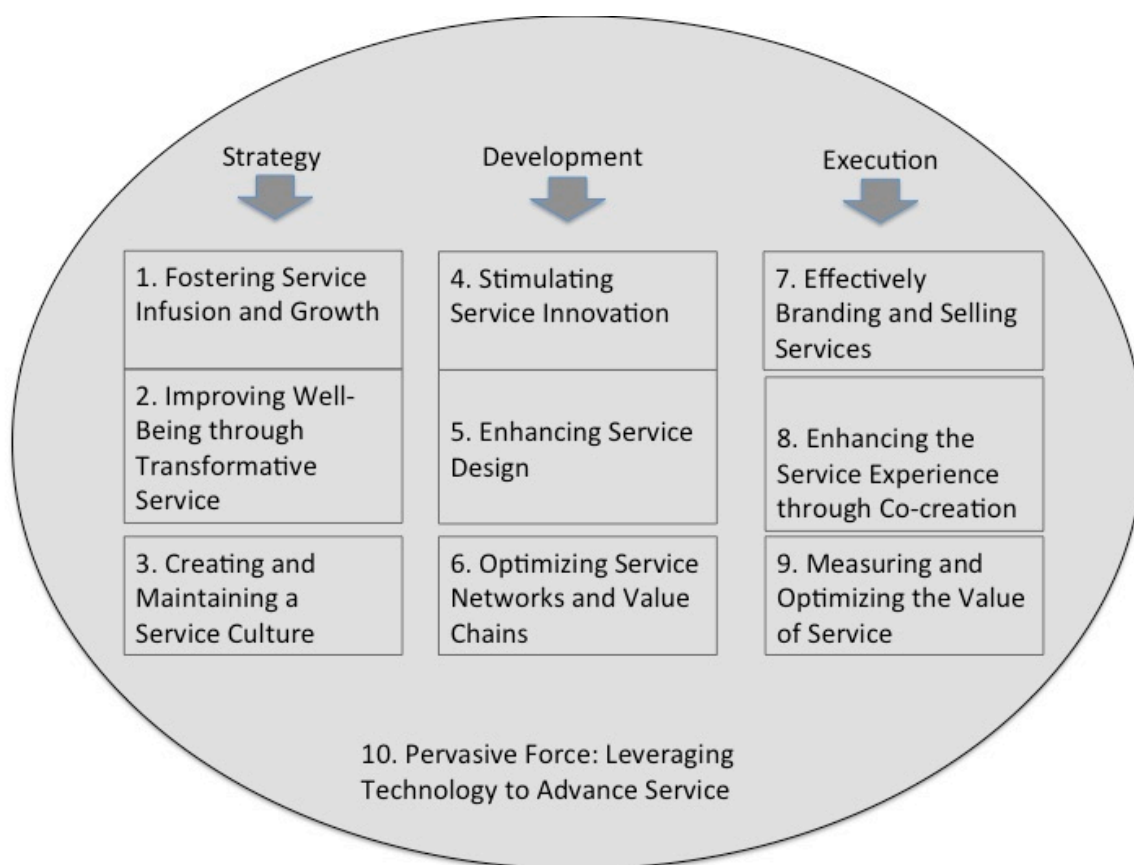 Strategy
Development
Execution
1. Fostering Service
Infusion and Growth
2. Improving Well-
Being through
Transformative
Service
3. Creating and
Maintaining a
Service Culture
4. Stimulating
Service Innovation
5. Enhancing Service
Design
6. Optimizing Service
Networks and Value
Chains
7. Effectively
Branding and Selling
Services
8. Enhancing the
Service Experience
through Co-creation
9. Measuring and
Optimizing the Value
of Service
10. Pervasive Force: Leveraging
Technology to Advance Service